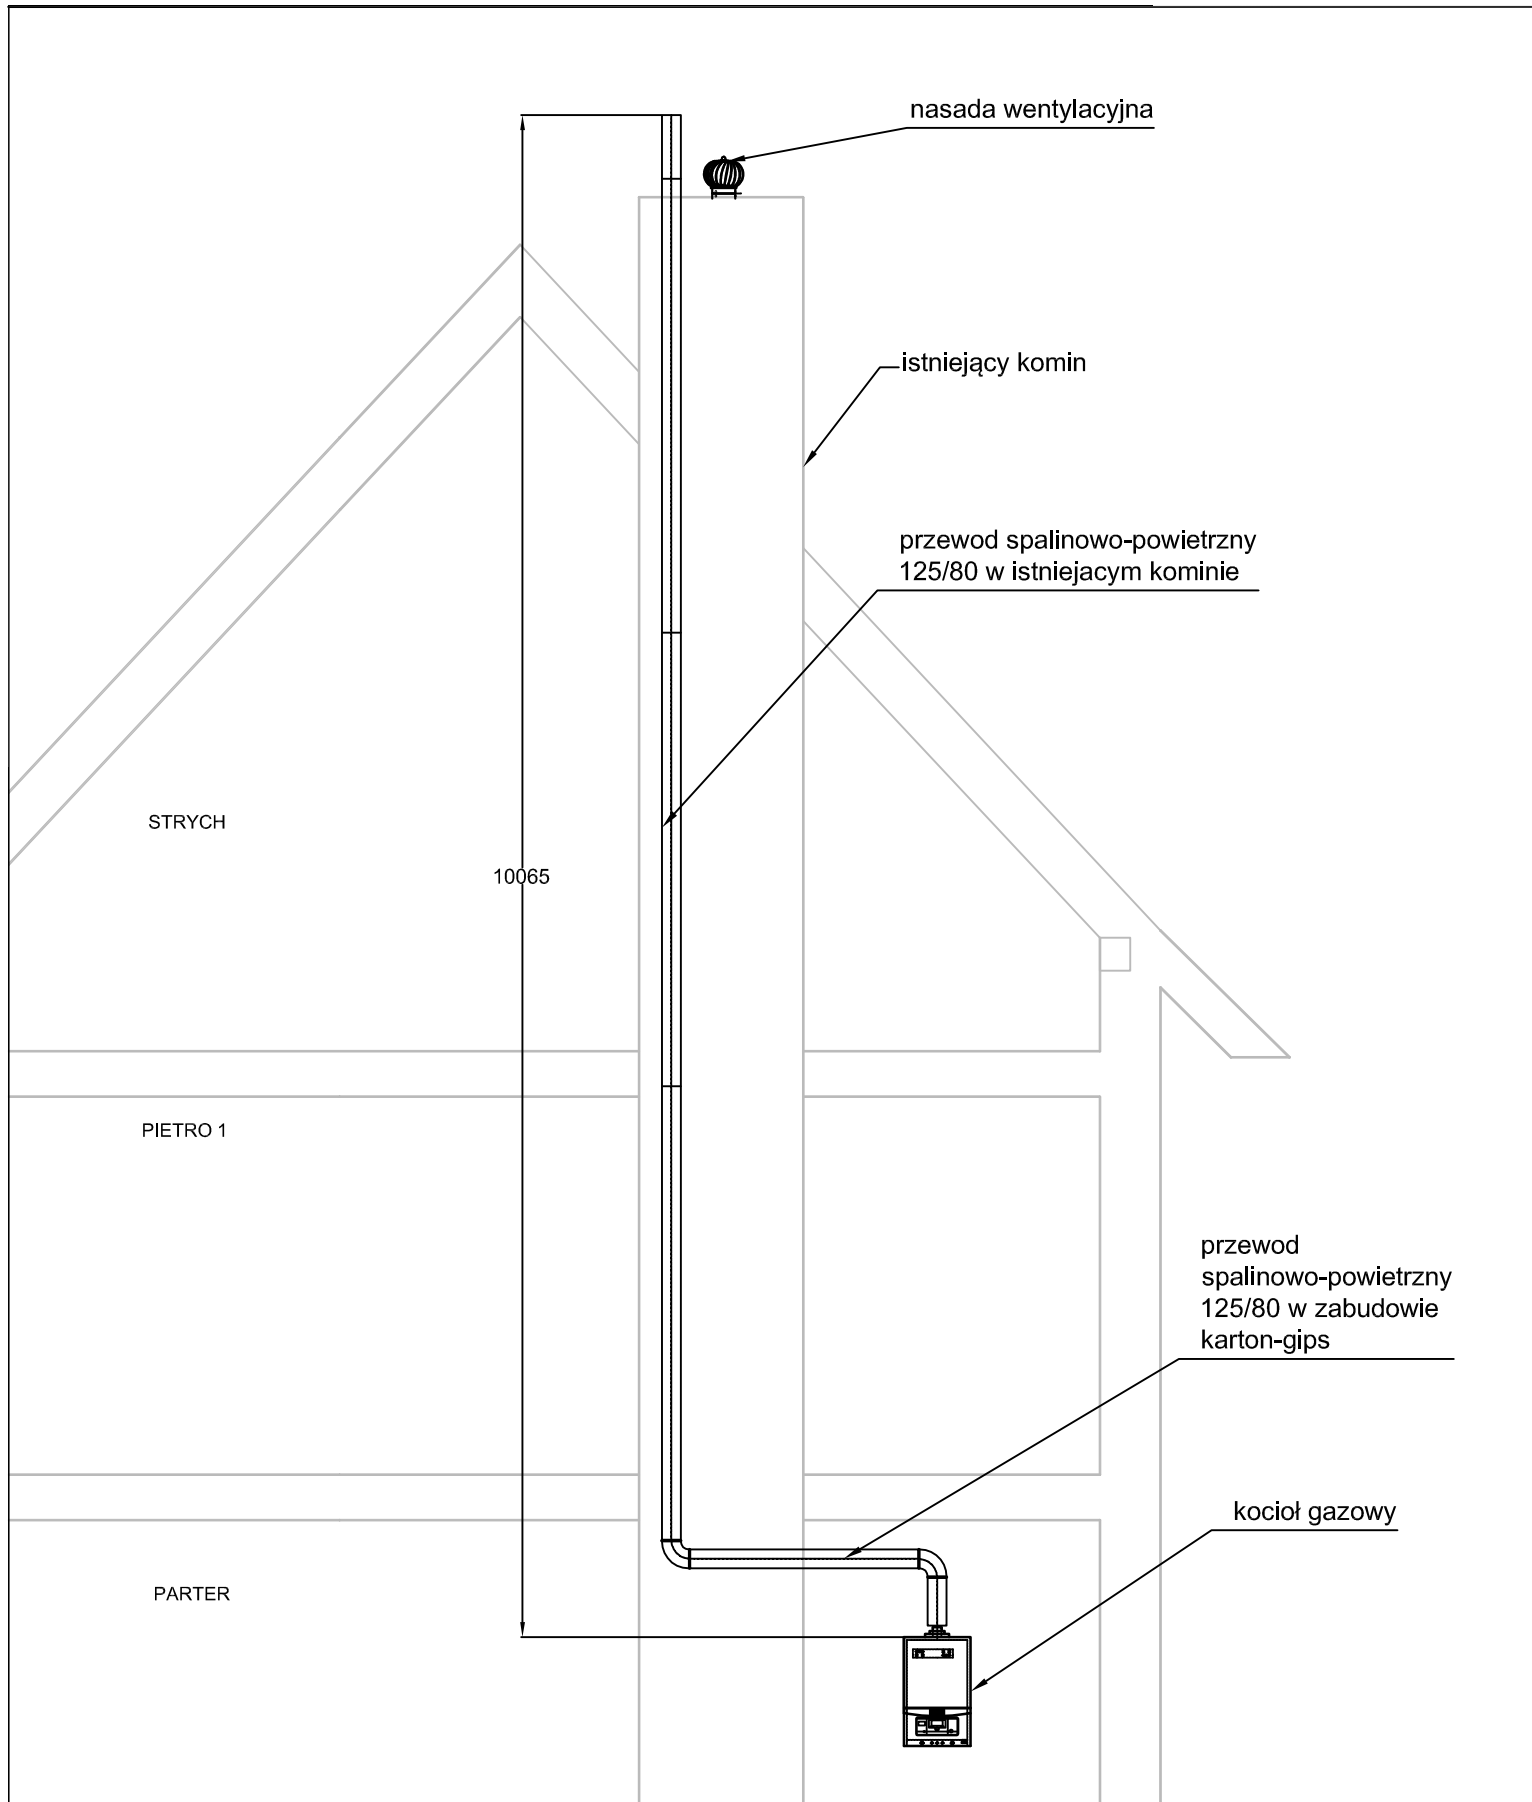 nasada wentylacyjna
istniejący komin
przewod spalinowo-powietrzny
125/80 w istniejacym kominie
STRYCH
10065
PIETRO 1
przewod
spalinowo-powietrzny
125/80 w zabudowie
karton-gips
kocioł gazowy
PARTER